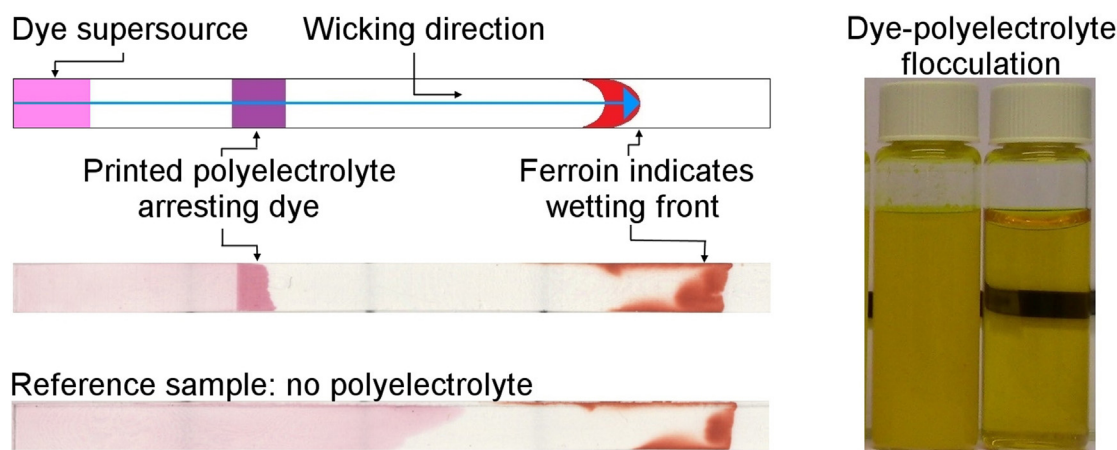 Dye supersource
Wicking direction
Printed polyelectrolyte
arresting dye
Ferroin indicates
wetting front
Reference sample: no polyelectrolyte
Dye-polyelectrolyte
flocculation